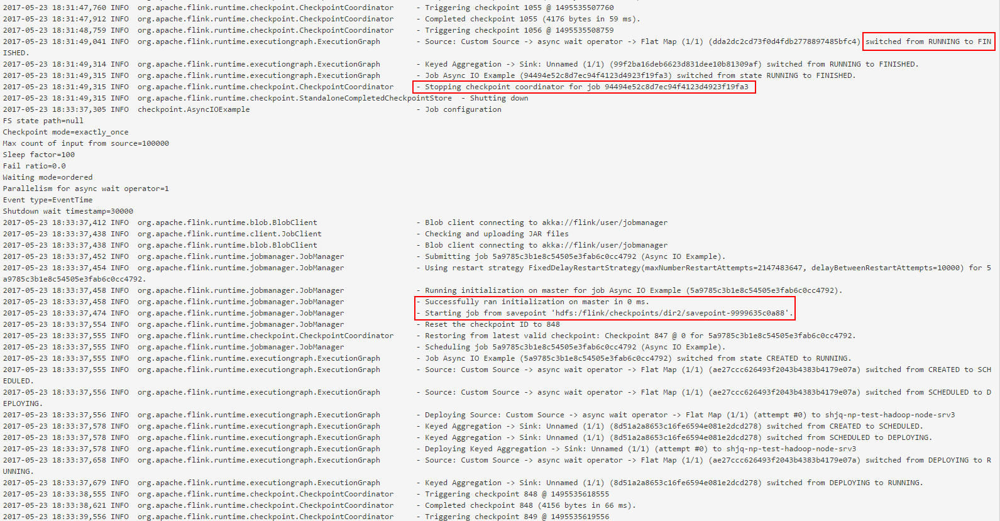 2017-05-23 18:31:47,760 INFO  org.apache.flink.runtime.checkpoint.CheckpointCoordinator     - Triggering checkpoint 1055 @ 1495535507760
2017-05-23 18:31:47,912 INFO  org.apache.flink.runtime.checkpoint.CheckpointCoordinator     - Completed checkpoint 1055 (4176 bytes in 59 ms).
2017-05-23 18:31:48,759 INFO  org.apache.flink.runtime.checkpoint.CheckpointCoordinator     - Triggering checkpoint 1056 @ 1495535508759
2017-05-23 18:31:49,041 INFO  org.apache.flink.runtime.executiongraph.ExecutionGraph        - Source: Custom Source -> async wait operator -> Flat Map (1/1) (dda2dc2cd73f0d4fdb2778897485bfc4) switched from RUNNING to FIN
ISHED.
2017-05-23 18:31:49,314 INFO  org.apache.flink.runtime.executiongraph.ExecutionGraph        - Keyed Aggregation -> Sink: Unnamed (1/1) (99f2ba16deb6623d831dee10b81309af) switched from RUNNING to FINISHED.
2017-05-23 18:31:49,315 INFO  org.apache.flink.runtime.executiongraph.ExecutionGraph        - Job Async IO Example (94494e52c8d7ec94f4123d4923f19fa3) switched from state RUNNING to FINISHED.
2017-05-23 18:31:49,315 INFO  org.apache.flink.runtime.checkpoint.CheckpointCoordinator     - Stopping checkpoint coordinator for job 94494e52c8d7ec94f4123d4923f19fa3
2017-05-23 18:31:49,315 INFO  org.apache.flink.runtime.checkpoint.StandaloneCompletedCheckpointStore  - Shutting down
2017-05-23 18:33:37,305 INFO  checkpoint.AsyncIOExample                                     - Job configuration
FS state path=null
Checkpoint mode=exactly_once
Max count of input from source=100000
Sleep factor=100
Fail ratio=0.0
Waiting mode=ordered
Parallelism for async wait operator=1
Event type=EventTime
Shutdown wait timestamp=30000
2017-05-23 18:33:37,412 INFO  org.apache.flink.runtime.blob.BlobClient                      - Blob client connecting to akka://flink/user/jobmanager
2017-05-23 18:33:37,438 INFO  org.apache.flink.runtime.client.JobClient                     - Checking and uploading JAR files
2017-05-23 18:33:37,438 INFO  org.apache.flink.runtime.blob.BlobClient                      - Blob client connecting to akka://flink/user/jobmanager
2017-05-23 18:33:37,452 INFO  org.apache.flink.runtime.jobmanager.JobManager                - Submitting job 5a9785c3b1e8c54505e3fab6c0cc4792 (Async IO Example).
2017-05-23 18:33:37,454 INFO  org.apache.flink.runtime.jobmanager.JobManager                - Using restart strategy FixedDelayRestartStrategy(maxNumberRestartAttempts=2147483647, delayBetweenRestartAttempts=10000) for 5
a9785c3b1e8c54505e3fab6c0cc4792.
2017-05-23 18:33:37,458 INFO  org.apache.flink.runtime.jobmanager.JobManager                - Running initialization on master for job Async IO Example (5a9785c3b1e8c54505e3fab6c0cc4792).
2017-05-23 18:33:37,458 INFO  org.apache.flink.runtime.jobmanager.JobManager                - Successfully ran initialization on master in 0 ms.
2017-05-23 18:33:37,474 INFO  org.apache.flink.runtime.jobmanager.JobManager                - Starting job from savepoint 'hdfs:/flink/checkpoints/dir2/savepoint-9999635c0a88'.
2017-05-23 18:33:37,554 INFO  org.apache.flink.runtime.jobmanager.JobManager                - Reset the checkpoint ID to 848
2017-05-23 18:33:37,555 INFO  org.apache.flink.runtime.checkpoint.CheckpointCoordinator     - Restoring from latest valid checkpoint: Checkpoint 847 @ 0 for 5a9785c3b1e8c54505e3fab6c0cc4792.
2017-05-23 18:33:37,555 INFO  org.apache.flink.runtime.jobmanager.JobManager                - Scheduling job 5a9785c3b1e8c54505e3fab6c0cc4792 (Async IO Example).
2017-05-23 18:33:37,555 INFO  org.apache.flink.runtime.executiongraph.ExecutionGraph        - Job Async IO Example (5a9785c3b1e8c54505e3fab6c0cc4792) switched from state CREATED to RUNNING.
2017-05-23 18:33:37,555 INFO  org.apache.flink.runtime.executiongraph.ExecutionGraph        - Source: Custom Source -> async wait operator -> Flat Map (1/1) (ae27ccc626493f2043b4383b4179e07a) switched from CREATED to SCH
EDULED.
2017-05-23 18:33:37,556 INFO  org.apache.flink.runtime.executiongraph.ExecutionGraph        - Source: Custom Source -> async wait operator -> Flat Map (1/1) (ae27ccc626493f2043b4383b4179e07a) switched from SCHEDULED to D
EPLOYING.
2017-05-23 18:33:37,556 INFO  org.apache.flink.runtime.executiongraph.ExecutionGraph        - Deploying Source: Custom Source -> async wait operator -> Flat Map (1/1) (attempt #0) to shjq-np-test-hadoop-node-srv3
2017-05-23 18:33:37,578 INFO  org.apache.flink.runtime.executiongraph.ExecutionGraph        - Keyed Aggregation -> Sink: Unnamed (1/1) (8d51a2a8653c16fe6594e081e2dcd278) switched from CREATED to SCHEDULED.
2017-05-23 18:33:37,578 INFO  org.apache.flink.runtime.executiongraph.ExecutionGraph        - Keyed Aggregation -> Sink: Unnamed (1/1) (8d51a2a8653c16fe6594e081e2dcd278) switched from SCHEDULED to DEPLOYING.
2017-05-23 18:33:37,578 INFO  org.apache.flink.runtime.executiongraph.ExecutionGraph        - Deploying Keyed Aggregation -> Sink: Unnamed (1/1) (attempt #0) to shjq-np-test-hadoop-node-srv3
2017-05-23 18:33:37,658 INFO  org.apache.flink.runtime.executiongraph.ExecutionGraph        - Source: Custom Source -> async wait operator -> Flat Map (1/1) (ae27ccc626493f2043b4383b4179e07a) switched from DEPLOYING to R
UNNING.
2017-05-23 18:33:37,679 INFO  org.apache.flink.runtime.executiongraph.ExecutionGraph        - Keyed Aggregation -> Sink: Unnamed (1/1) (8d51a2a8653c16fe6594e081e2dcd278) switched from DEPLOYING to RUNNING.
2017-05-23 18:33:38,555 INFO  org.apache.flink.runtime.checkpoint.CheckpointCoordinator     - Triggering checkpoint 848 @ 1495535618555
2017-05-23 18:33:38,621 INFO  org.apache.flink.runtime.checkpoint.CheckpointCoordinator     - Completed checkpoint 848 (4156 bytes in 66 ms).
2017-05-23 18:33:39,556 INFO  org.apache.flink.runtime.checkpoint.CheckpointCoordinator     - Triggering checkpoint 849 @ 1495535619556